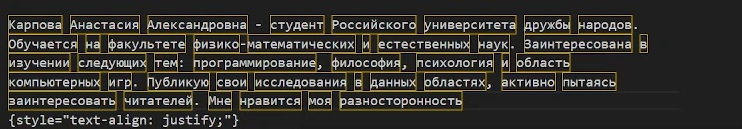 Карпова Анастасия Александровна - студент Российского университета дружбы народов.
Обучается на факультете физико-математических и естественных наук. Заинтересована в
изучении следующих тем: программирование, философия, психология и область
компьютерных игр. Публикую свои исследования в данных областях, активно пытаясь
заинтересовать читателей. Мне нравится моя разносторонность
{style="text-align: justify;"}